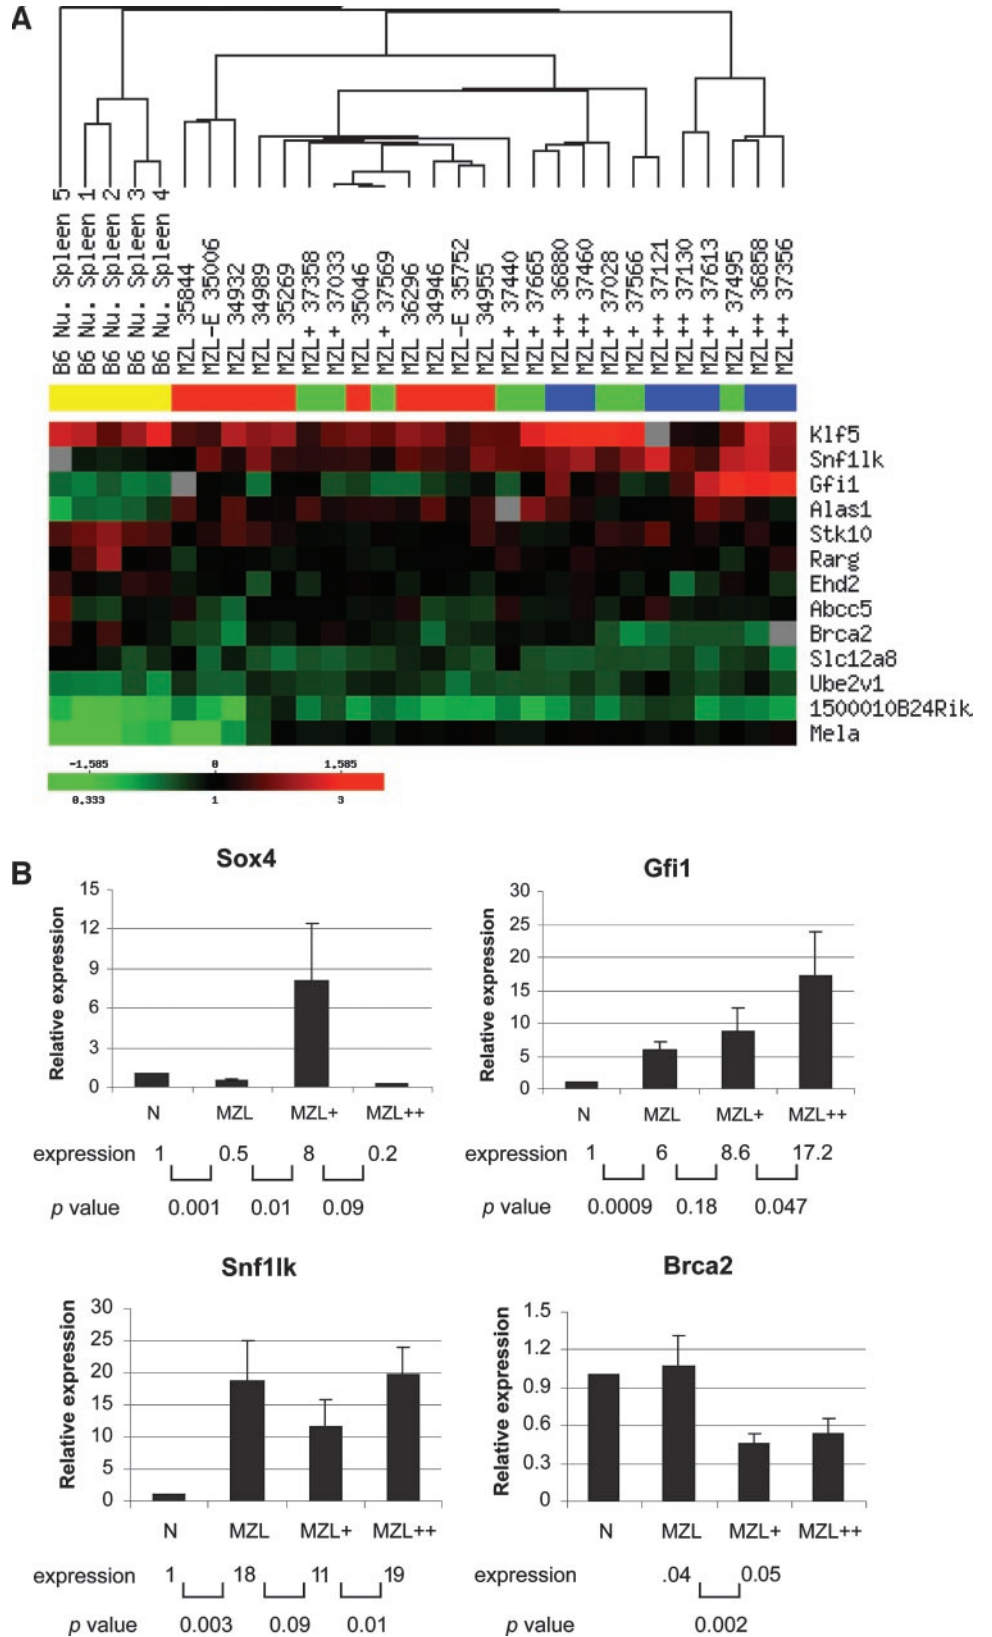 A
B6 Nu. Spleen 5
B6 Nu. Spleen 1
B6 Nu. Spleen 2
B6 Nu. Spleen 3
B6 Nu. Spleen 4
MZL 35844
MZL-E 35006
MZL 34932
MZL 34989
MZL 35269
MZL+ 37358
MZL+ 37033
MZL 35046
MZL+ 37569
MZL 36296
MZL 34946
MZL-E 35752
MZL 34955
MZL+ 37440
MZL+ 37665
MZL++ 36880
MZL++ 37460
MZL+ 37028
MZL+ 37566
MZL++ 37121
MZL++ 37130
MZL++ 37613
MZL+ 37495
MZL++ 36858
MZL++ 37356
Klf5
Snf1lk
Gfi1
Alas1
Stk10
Rarg
Ehd2
Abcc5
Brca2
Slc12a8
Ube2v1
1500010B24Rik
Mela
-1,585 0 1,585
0,333 1 3
B
Sox4
Relative expression
15
12
9
6
3
0
N MZL MZL+ MZL++
expression 1 0.5 8 0.2
p value 0.001 0.01 0.09
Gfi1
Relative expression
30
25
20
15
10
5
0
N MZL MZL+ MZL++
expression 1 6 8.6 17.2
p value 0.0009 0.18 0.047
Snf1lk
Relative expression
30
25
20
15
10
5
0
N MZL MZL+ MZL++
expression 1 18 11 19
p value 0.003 0.09 0.01
Brca2
Relative expression
1.5
1.2
0.9
0.6
0.3
0
N MZL MZL+ MZL++
expression .04 0.05
p value 0.002